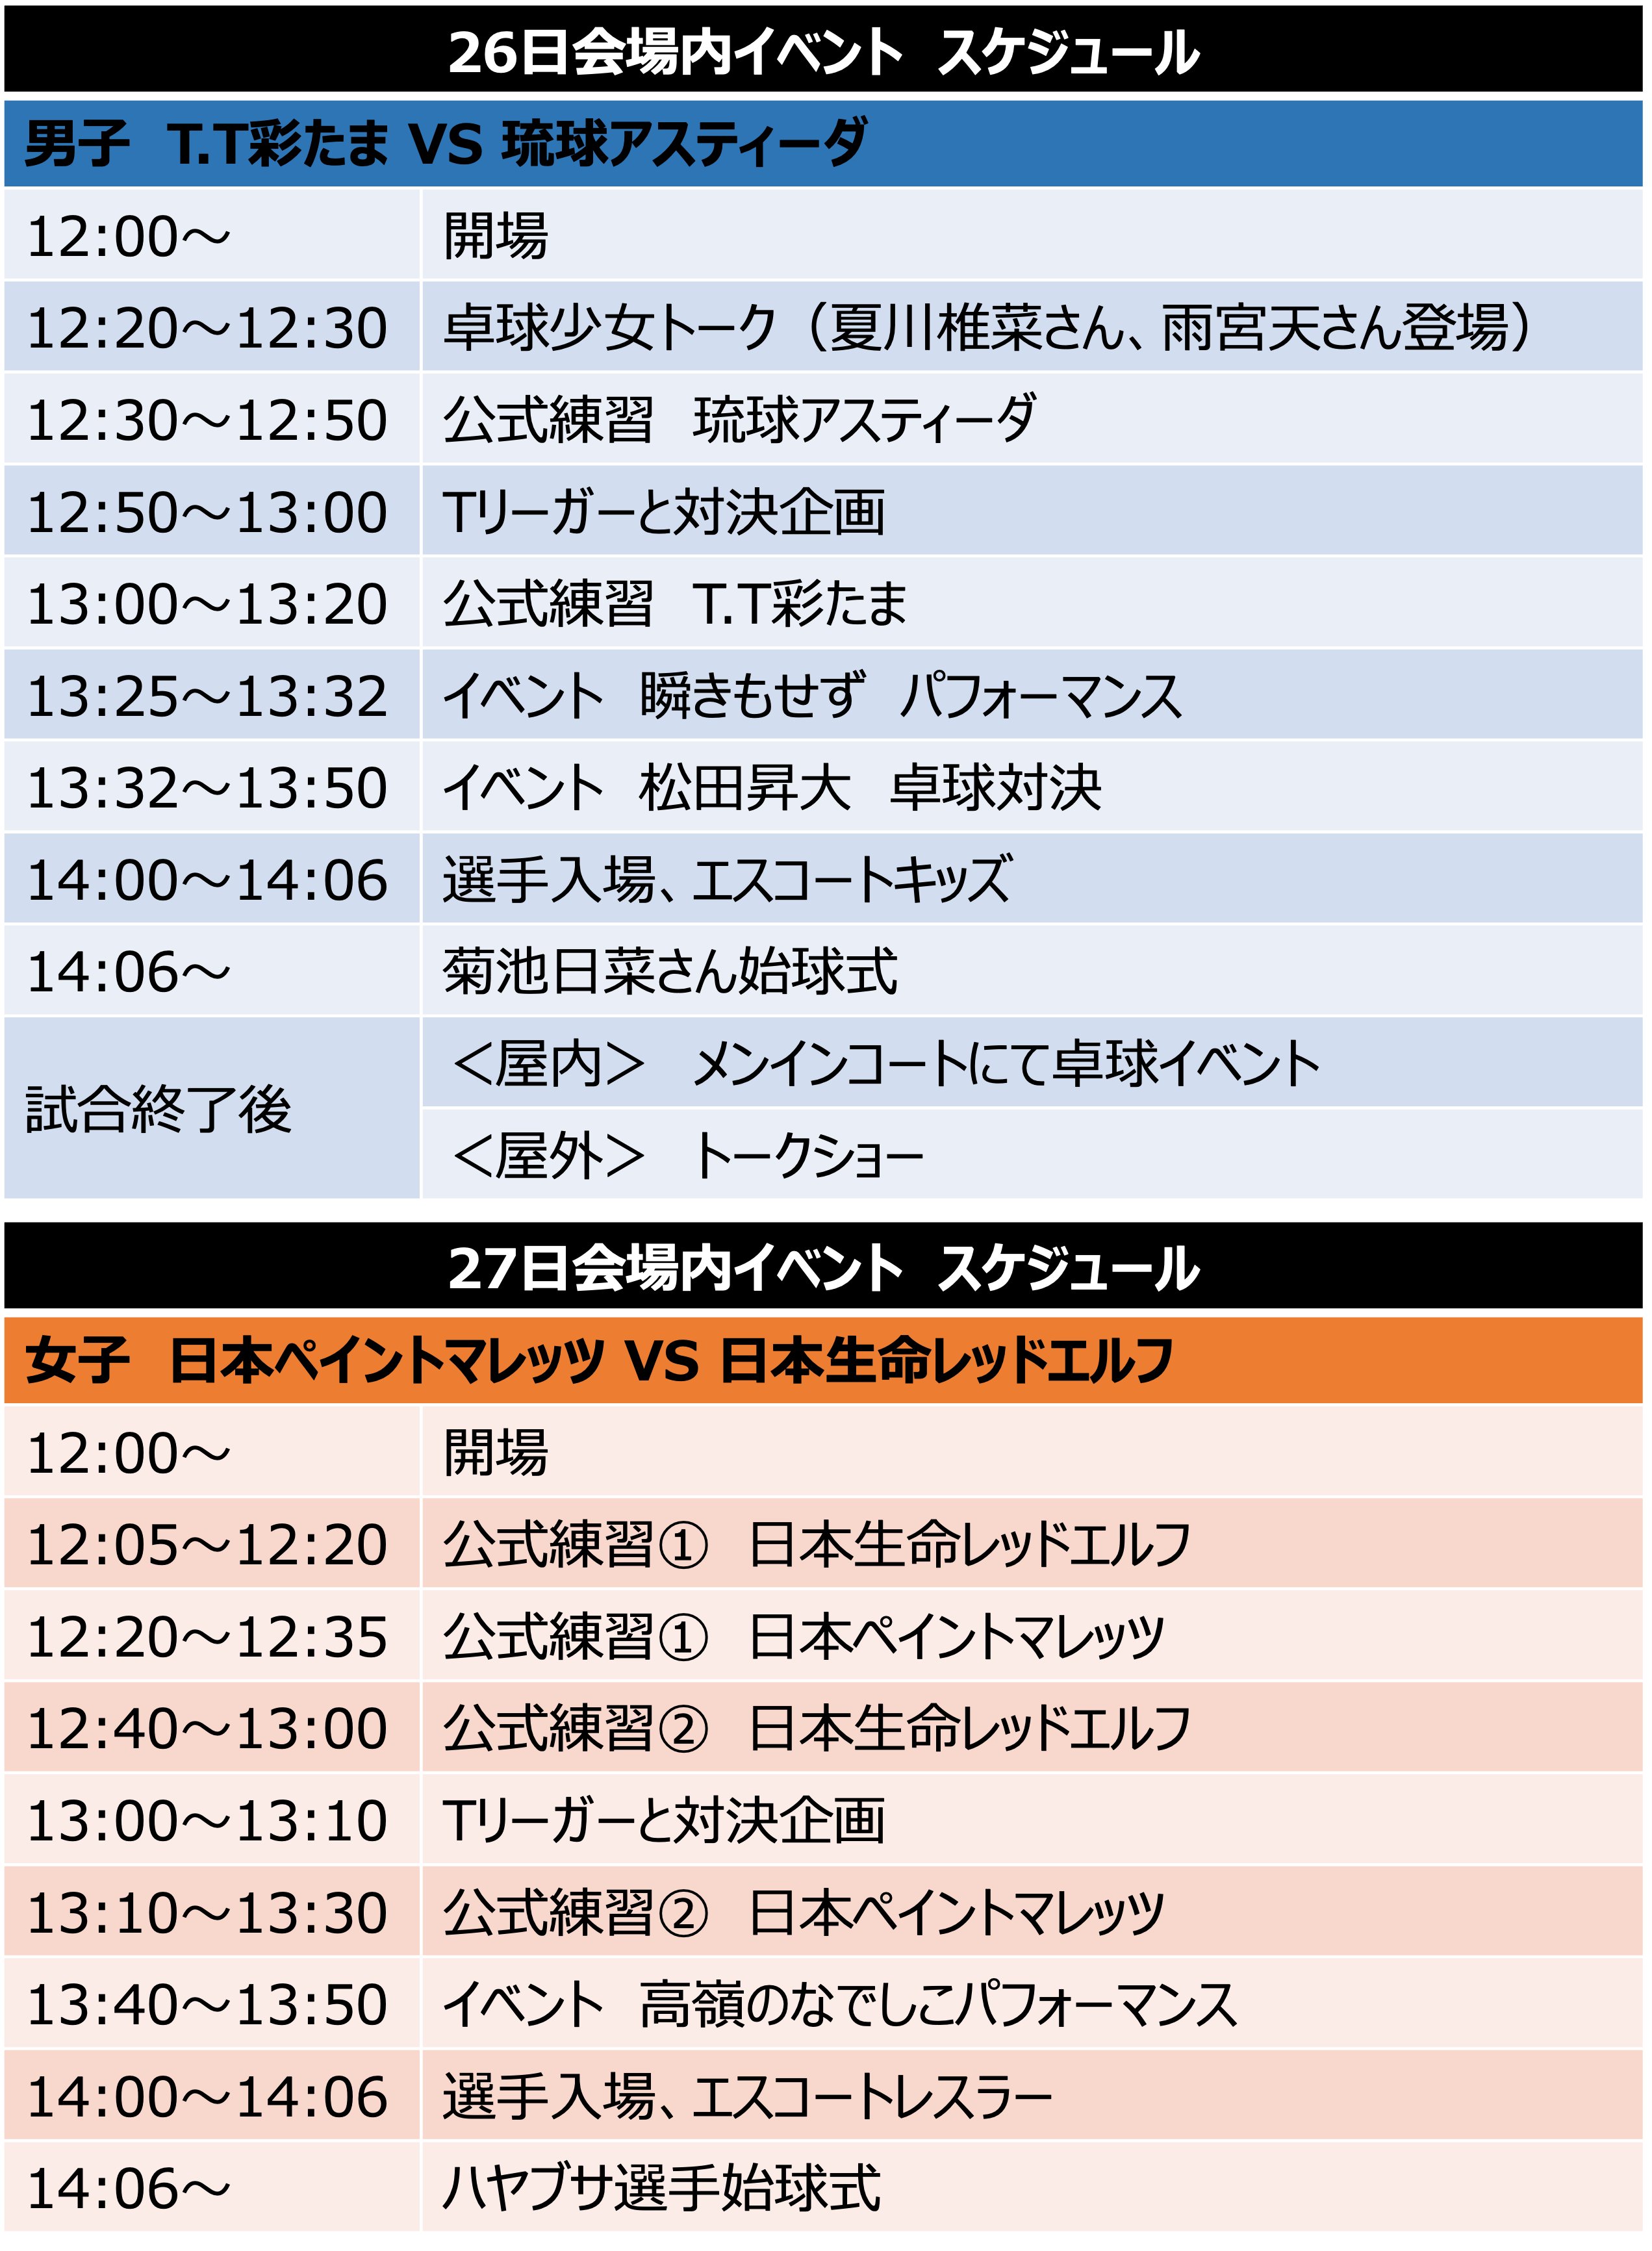 26日会場内イベント　スケジュール
男子　T.T彩たま VS 琉球アスティーダ
12:00～　開場
12:20～12:30　卓球少女トーク（夏川椎菜さん、雨宮天さん登場）
12:30～12:50　公式練習　琉球アスティーダ
12:50～13:00　Tリーガーと対決企画
13:00～13:20　公式練習　T.T彩たま
13:25～13:32　イベント　瞬きもせず　パフォーマンス
13:32～13:50　イベント　松田昇大　卓球対決
14:00～14:06　選手入場、エスコートキッズ
14:06～　菊池日菜さん始球式
試合終了後　＜屋内＞　メンインコートにて卓球イベント
＜屋外＞　トークショー
27日会場内イベント　スケジュール
女子　日本ペイントマレッツ VS 日本生命レッドエルフ
12:00～　開場
12:05～12:20　公式練習①　日本生命レッドエルフ
12:20～12:35　公式練習①　日本ペイントマレッツ
12:40～13:00　公式練習②　日本生命レッドエルフ
13:00～13:10　Tリーガーと対決企画
13:10～13:30　公式練習②　日本ペイントマレッツ
13:40～13:50　イベント　高嶺のなでしこパフォーマンス
14:00～14:06　選手入場、エスコートレスラー
14:06～　ハヤブサ選手始球式